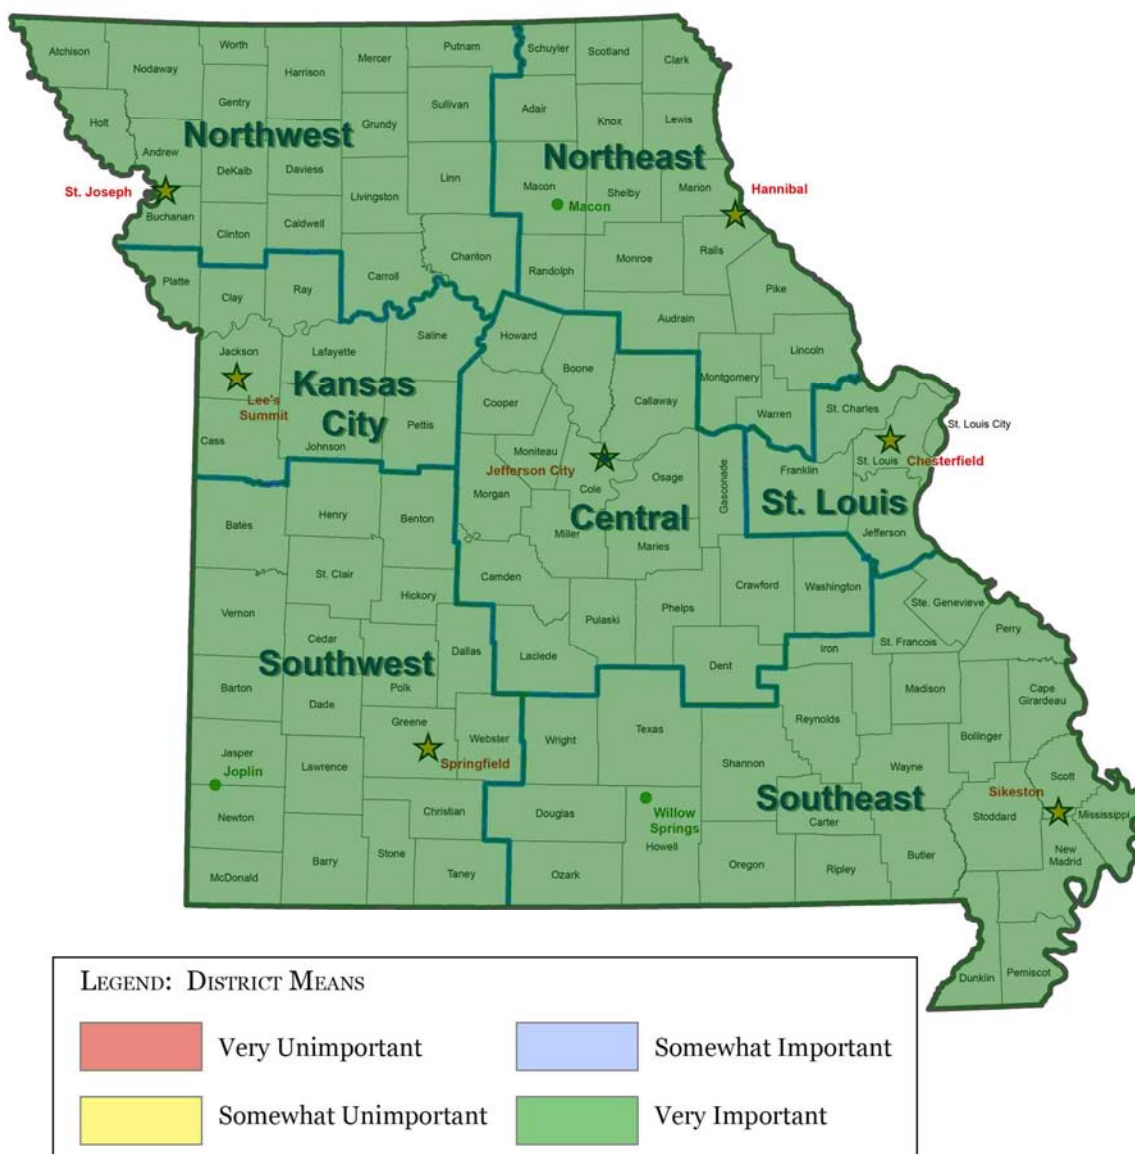 Atchison
Nodaway
Worth
Harrison
Mercer
Putnam
Schuyler
Scotland
Clark
Holt
Gentry
Sullivan
Adair
Knox
Lewis
Grundy
Andrew
Northwest
Northeast
DeKalb
Daviess
Linn
Macon
Shelby
Marion
St. Joseph
Hannibal
Livingston
Macon
Buchanan
Clinton
Caldwell
Chariton
Carroll
Randolph
Monroe
Ralls
Platte
Clay
Ray
Pike
Audrain
Saline
Howard
Jackson
Lafayette
Boone
Lincoln
Kansas
City
Lee's
Summit
Cooper
Callaway
Montgomery
Warren
St. Charles
St. Louis City
Pettis
Cass
Johnson
Moniteau
Jefferson City
Cole
Osage
Gasconade
Franklin
St. Louis
Chesterfield
Morgan
Central
St. Louis
Bates
Henry
Benton
Miller
Maries
Jefferson
St. Clair
Camden
Crawford
Washington
Hickory
Vernon
Pulaski
Phelps
Ste. Genevieve
Perry
Cedar
Dallas
Laclede
Dent
Iron
St. Francois
Southwest
Barton
Polk
Dade
Madison
Cape
Girardeau
Greene
Webster
Wright
Texas
Reynolds
Bollinger
Jasper
Springfield
Shannon
Wayne
Scott
Joplin
Lawrence
Southeast
Sikeston
Newton
Christian
Douglas
Willow
Springs
Howell
Carter
Stoddard
Mississippi
New
Madrid
McDonald
Barry
Stone
Taney
Ozark
Oregon
Ripley
Butler
Dunklin
Pemiscot
LEGEND: DISTRICT MEANS
Very Unimportant
Somewhat Important
Somewhat Unimportant
Very Important